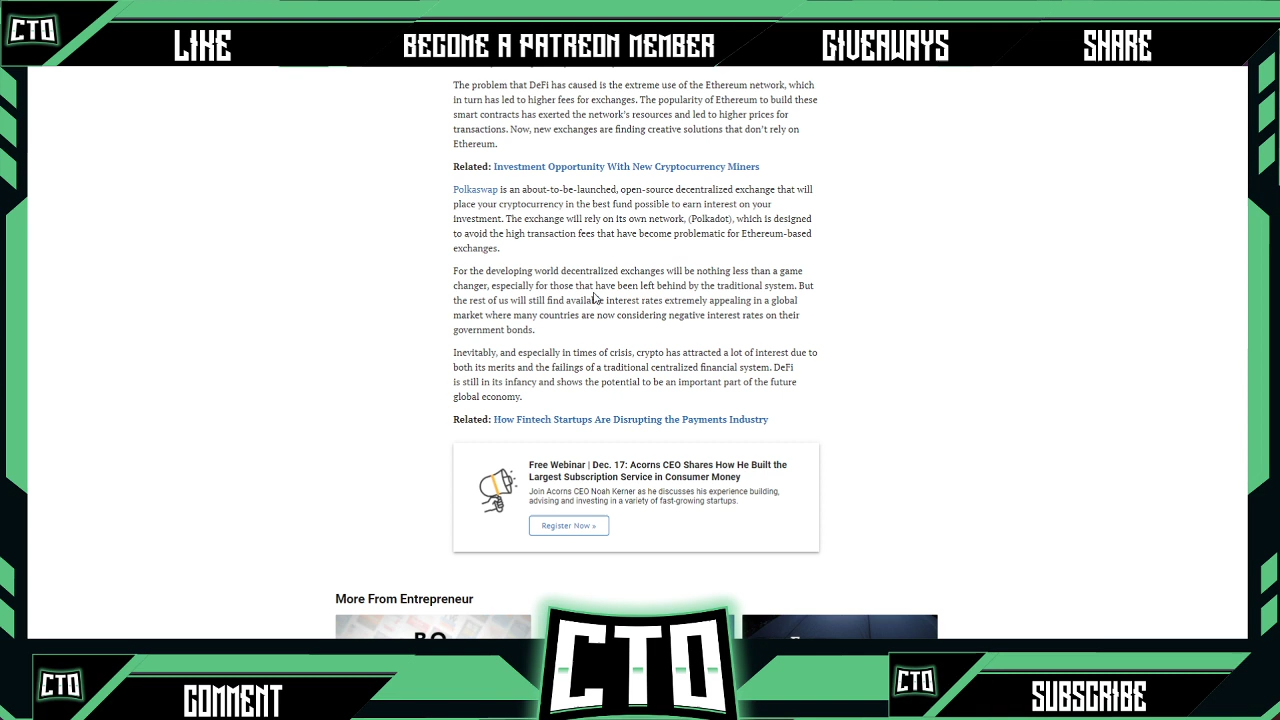 CTO
LIKE
BECOME A PATREON MEMBER
GIVEAWAYS
SHARE
The problem that DeFi has caused is the extreme use of the Ethereum network, which
in turn has led to higher fees for exchanges. The popularity of Ethereum to build these
smart contracts has exerted the network's resources and led to higher prices for
transactions. Now, new exchanges are finding creative solutions that don't rely on
Ethereum.
Related: Investment Opportunity With New Cryptocurrency Miners
Polkaswap is an about-to-be-launched, open-source decentralized exchange that will
place your cryptocurrency in the best fund possible to earn interest on your
investment. The exchange will rely on its own network, (Polkadot), which is designed
to avoid the high transaction fees that have become problematic for Ethereum-based
exchanges.
For the developing world decentralized exchanges will be nothing less than a game
changer, especially for those that have been left behind by the traditional system. But
the rest of us will still find available interest rates extremely appealing in a global
market where many countries are now considering negative interest rates on their
government bonds.
Inevitably, and especially in times of crisis, crypto has attracted a lot of interest due to
both its merits and the failings of a traditional centralized financial system. DeFi
is still in its infancy and shows the potential to be an important part of the future
global economy.
Related: How Fintech Startups Are Disrupting the Payments Industry
Free Webinar | Dec. 17: Acorns CEO Shares How He Built the
Largest Subscription Service in Consumer Money
Join Acorns CEO Noah Kerner as he discusses his experience building,
advising and investing in a variety of fast-growing startups.
Register Now »
More From Entrepreneur
CTO
COMMENT
CTO
CTO
SUBSCRIBE